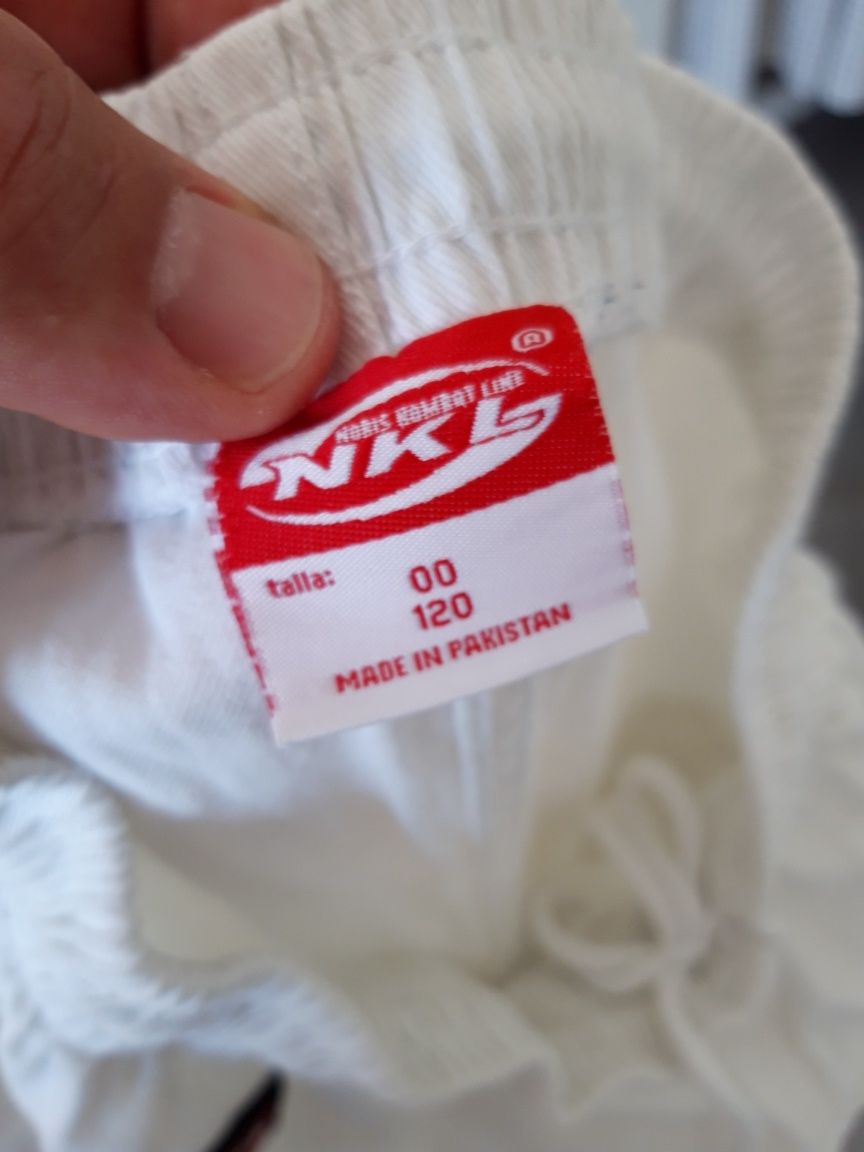 ®
NORIS KOMBAT LINE
NKL
talla: 00
120
MADE IN PAKISTAN